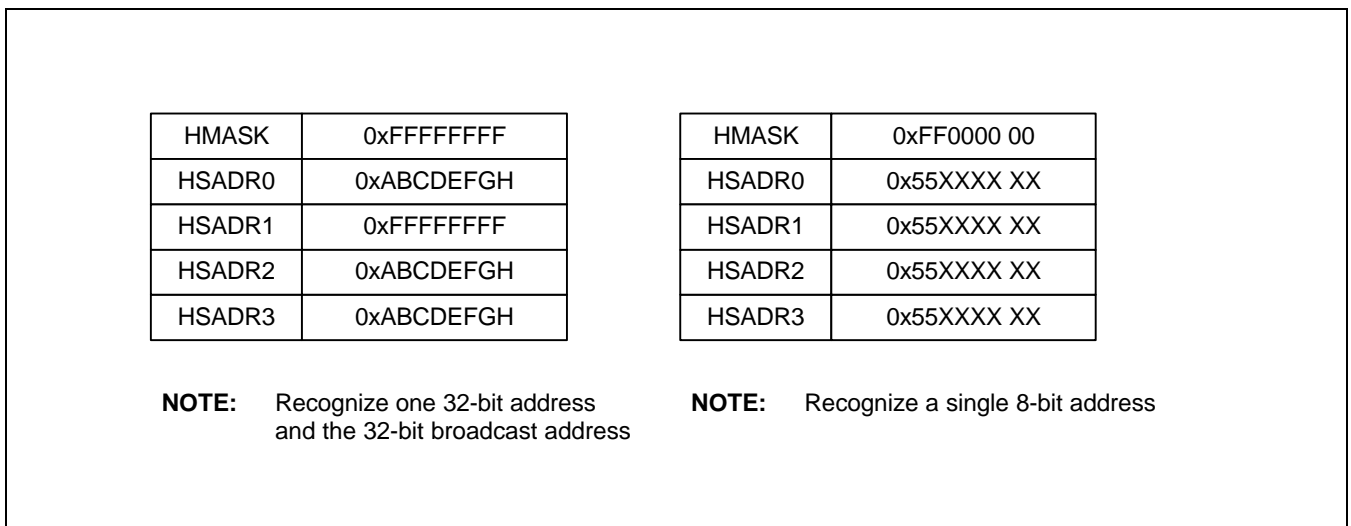 HMASK 0xFFFFFFFF
HSADR0 0xABCDEFGH
HSADR1 0xFFFFFFFF
HSADR2 0xABCDEFGH
HSADR3 0xABCDEFGH
NOTE: Recognize one 32-bit address
and the 32-bit broadcast address
HMASK 0xFF0000 00
HSADR0 0x55XXXX XX
HSADR1 0x55XXXX XX
HSADR2 0x55XXXX XX
HSADR3 0x55XXXX XX
NOTE: Recognize a single 8-bit address